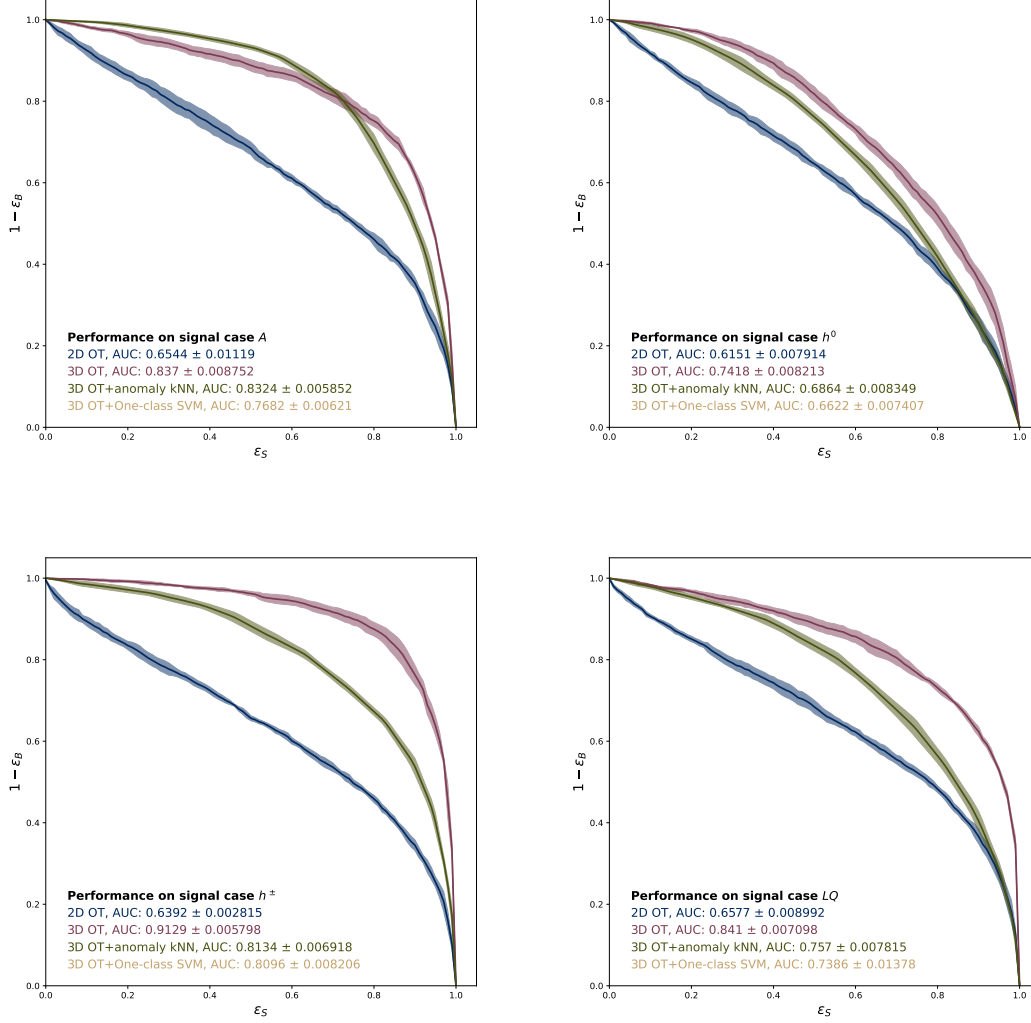 1.0
0.8
0.6
0.4
0.2
0.0
1 − ε_B
Performance on signal case A
2D OT, AUC: 0.6544 ± 0.01119
3D OT, AUC: 0.837 ± 0.008752
3D OT+anomaly kNN, AUC: 0.8324 ± 0.005852
3D OT+One-class SVM, AUC: 0.7682 ± 0.00621
0.0 0.2 0.4 0.6 0.8 1.0
ε_S
1.0
0.8
0.6
0.4
0.2
0.0
1 − ε_B
Performance on signal case h⁰
2D OT, AUC: 0.6151 ± 0.007914
3D OT, AUC: 0.7418 ± 0.008213
3D OT+anomaly kNN, AUC: 0.6864 ± 0.008349
3D OT+One-class SVM, AUC: 0.6622 ± 0.007407
0.0 0.2 0.4 0.6 0.8 1.0
ε_S
1.0
0.8
0.6
0.4
0.2
0.0
1 − ε_B
Performance on signal case h^±
2D OT, AUC: 0.6392 ± 0.002815
3D OT, AUC: 0.9129 ± 0.005798
3D OT+anomaly kNN, AUC: 0.8134 ± 0.006918
3D OT+One-class SVM, AUC: 0.8096 ± 0.008206
0.0 0.2 0.4 0.6 0.8 1.0
ε_S
1.0
0.8
0.6
0.4
0.2
0.0
1 − ε_B
Performance on signal case LQ
2D OT, AUC: 0.6577 ± 0.008992
3D OT, AUC: 0.841 ± 0.007098
3D OT+anomaly kNN, AUC: 0.757 ± 0.007815
3D OT+One-class SVM, AUC: 0.7386 ± 0.01378
0.0 0.2 0.4 0.6 0.8 1.0
ε_S